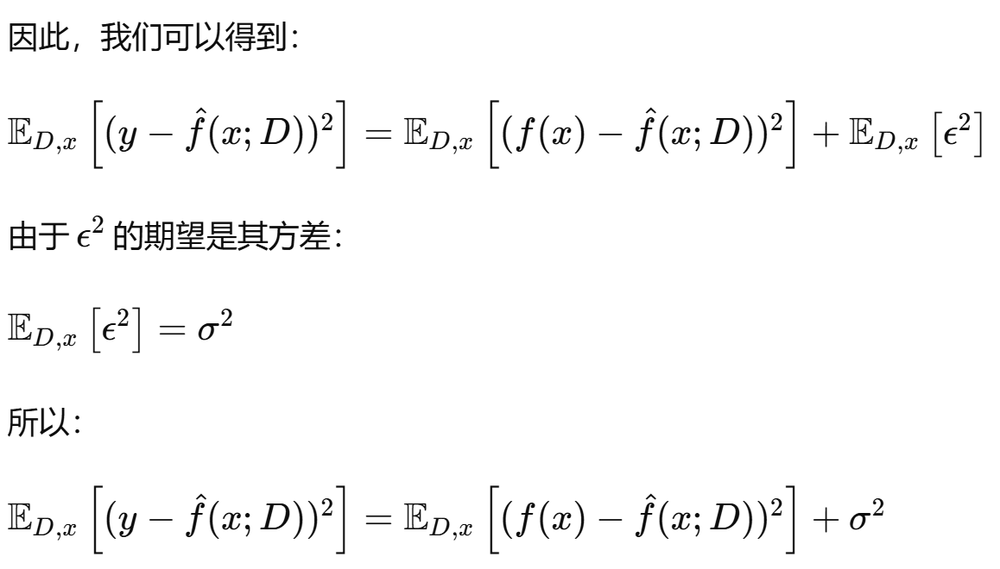 因此，我们可以得到：
$\mathbb{E}_{D,x}\left[(y-\hat{f}(x;D))^2\right]=\mathbb{E}_{D,x}\left[(f(x)-\hat{f}(x;D))^2\right]+\mathbb{E}_{D,x}\left[\epsilon^2\right]$
由于 $\epsilon^2$ 的期望是其方差：
$\mathbb{E}_{D,x}\left[\epsilon^2\right]=\sigma^2$
所以：
$\mathbb{E}_{D,x}\left[(y-\hat{f}(x;D))^2\right]=\mathbb{E}_{D,x}\left[(f(x)-\hat{f}(x;D))^2\right]+\sigma^2$